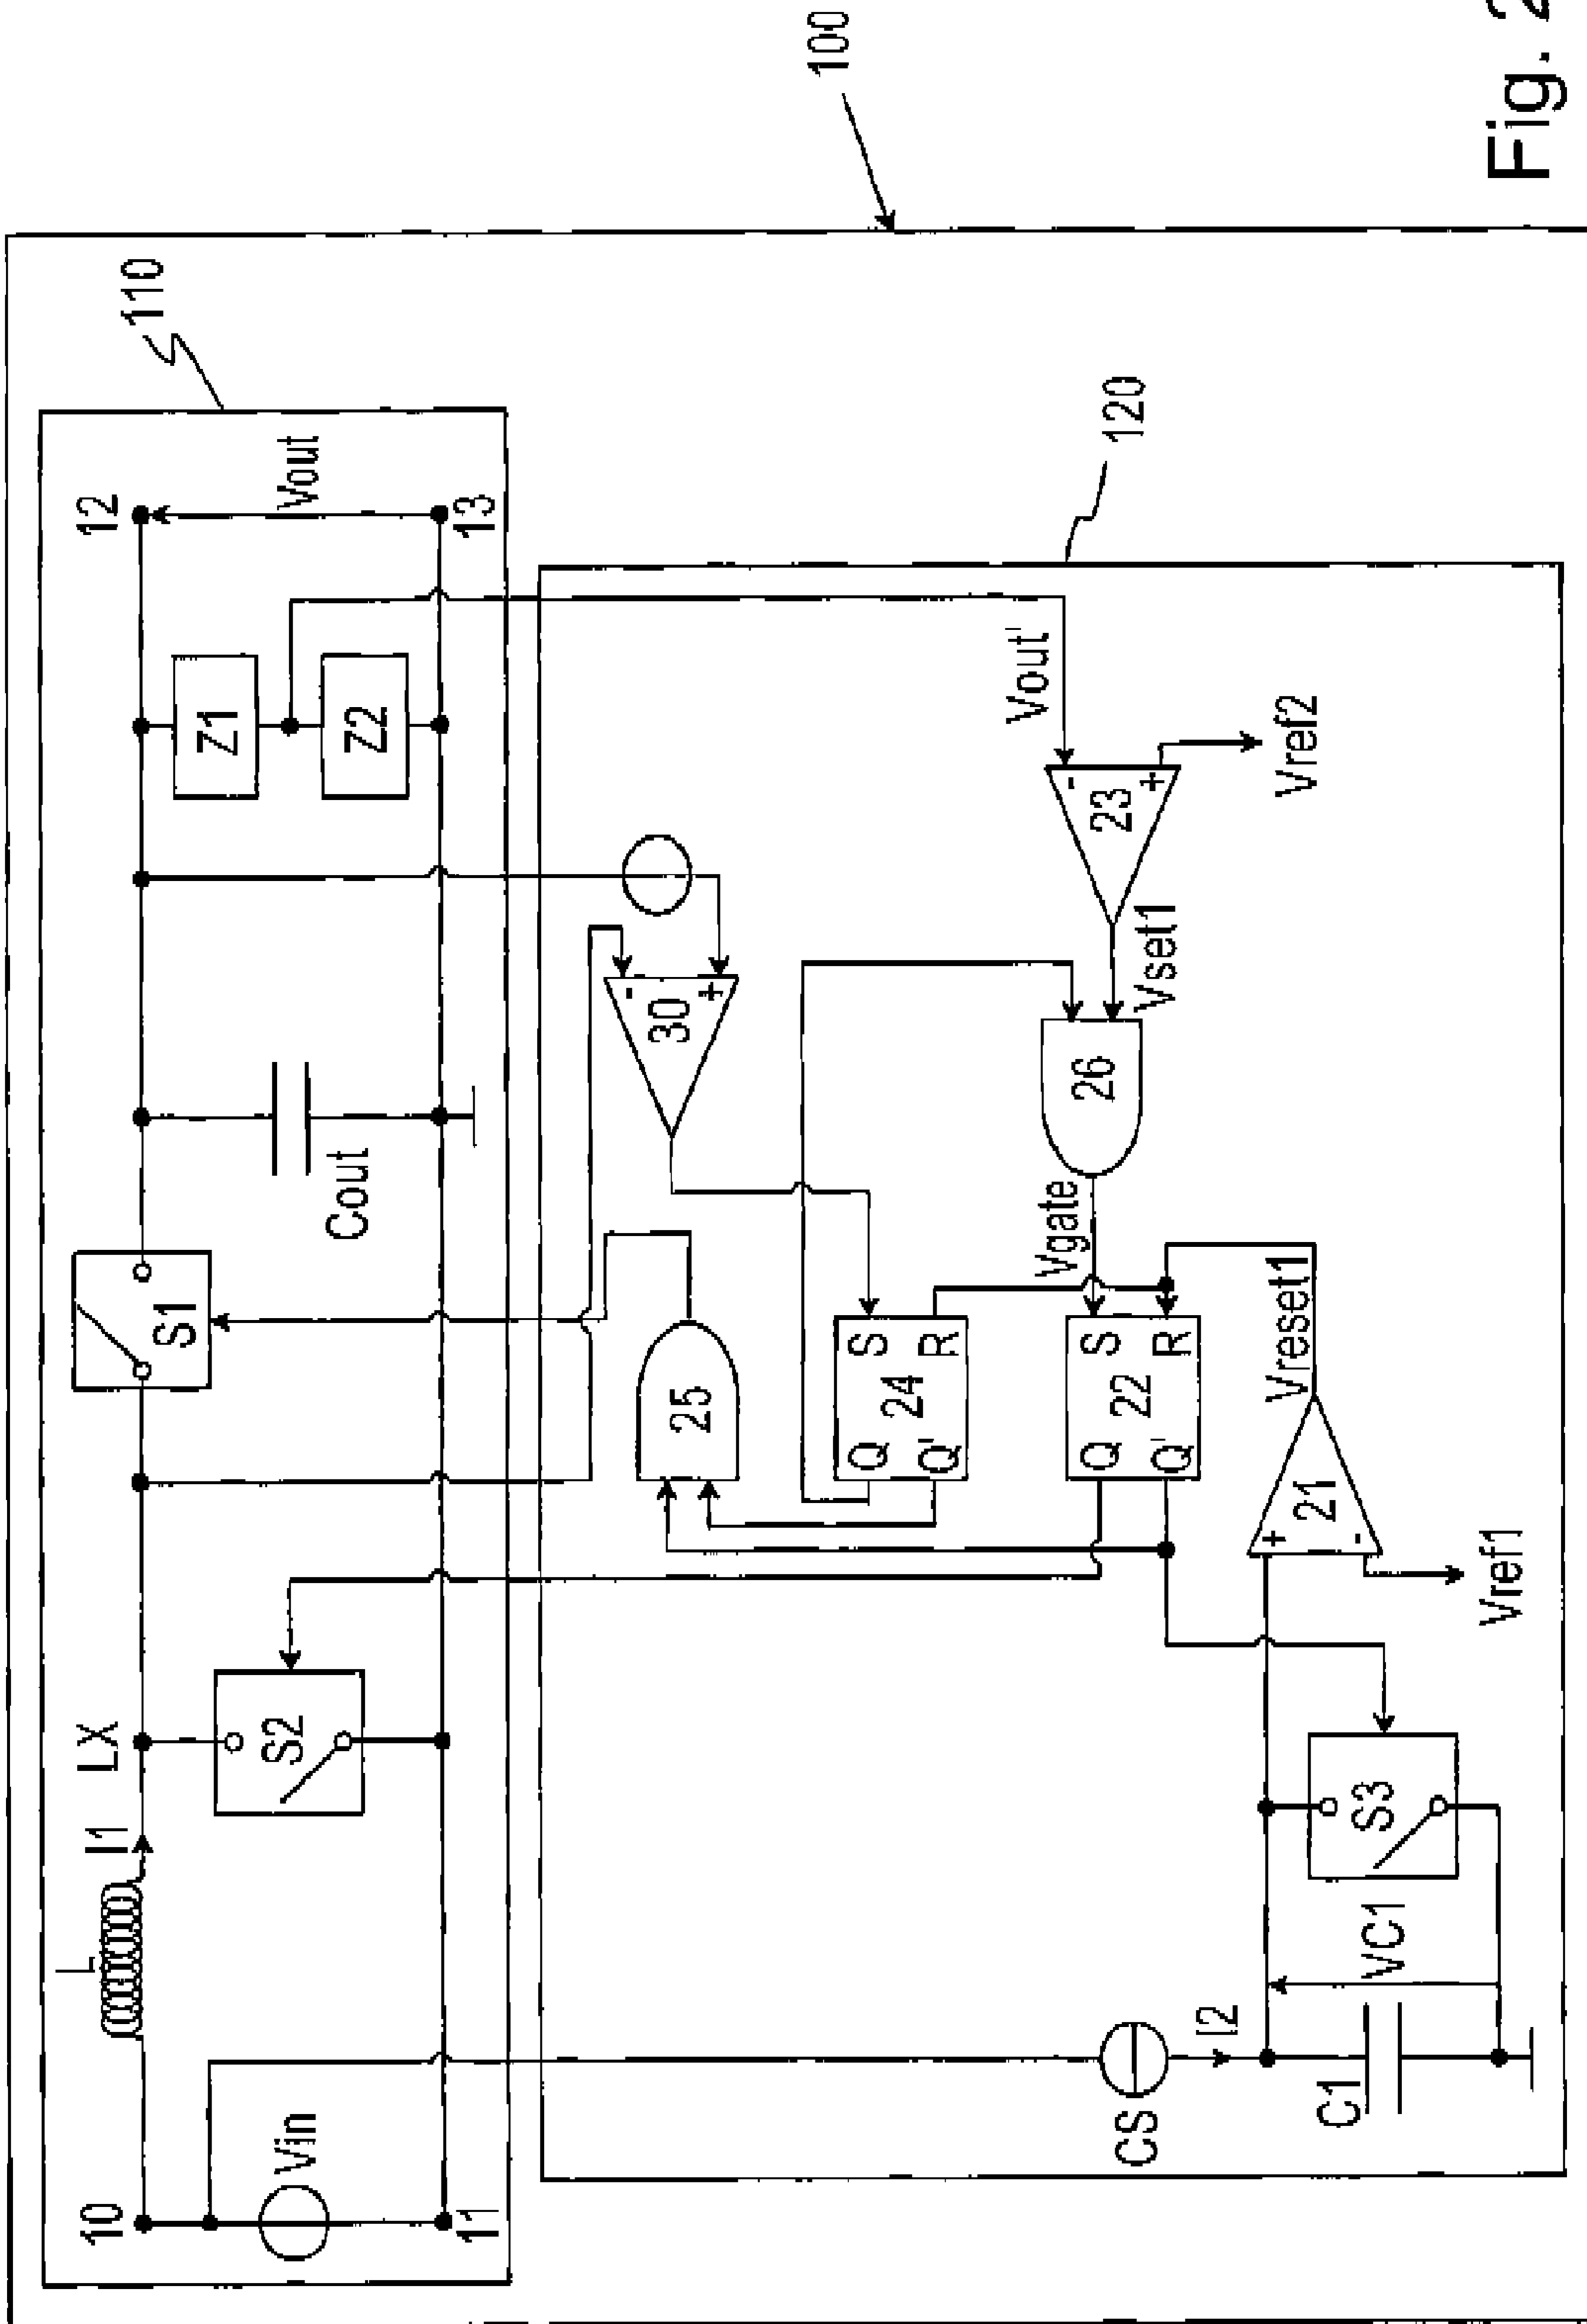 100
110
10
L
I1
LX
S1
12
Vin
S2
Cout
Z1
Z2
Vout
11
13
120
25
30
-
+
Q
S
24
Q'
R
Vgate
26
Vset1
Vout'
-
23
+
Vref2
Q
S
22
Q'
R
CS
I2
C1
VC1
S3
+
21
-
Vreset1
Vref1
Fig. 2